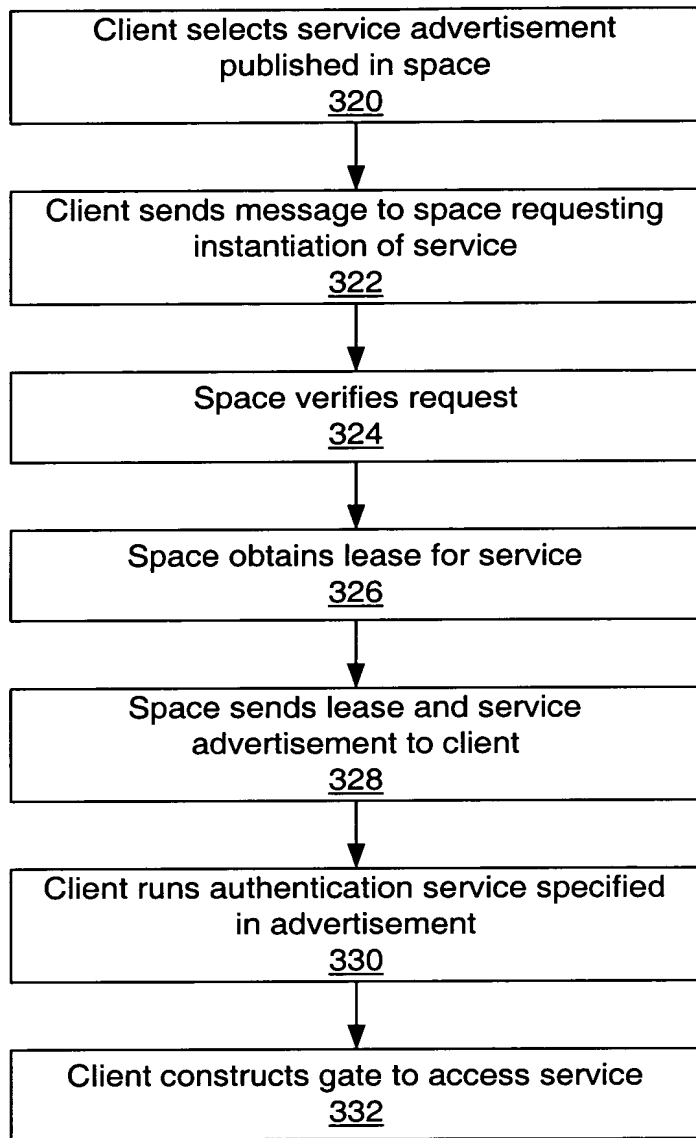 Client selects service advertisement
published in space
320
Client sends message to space requesting
instantiation of service
322
Space verifies request
324
Space obtains lease for service
326
Space sends lease and service
advertisement to client
328
Client runs authentication service specified
in advertisement
330
Client constructs gate to access service
332